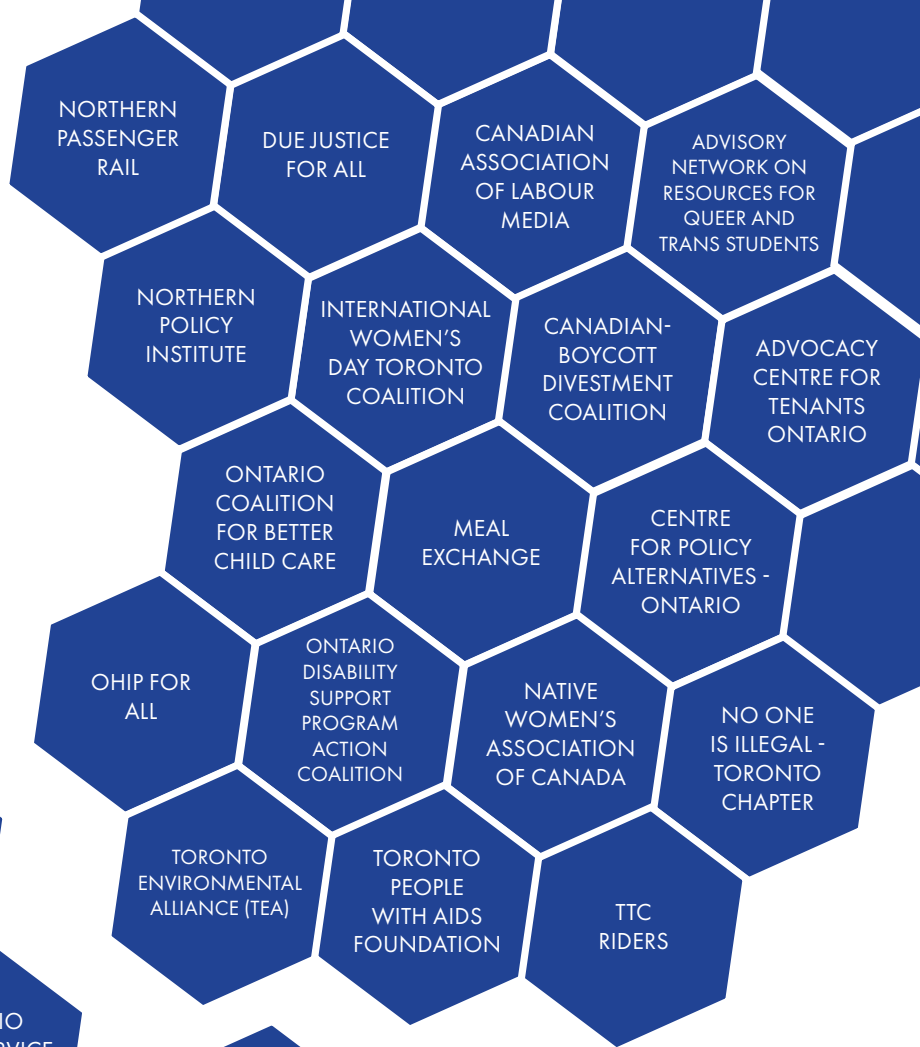 NORTHERN
PASSENGER
RAIL
DUE JUSTICE
FOR ALL
CANADIAN
ASSOCIATION
OF LABOUR
MEDIA
ADVISORY
NETWORK ON
RESOURCES FOR
QUEER AND
TRANS STUDENTS
NORTHERN
POLICY
INSTITUTE
INTERNATIONAL
WOMEN'S
DAY TORONTO
COALITION
CANADIAN-
BOYCOTT
DIVESTMENT
COALITION
ADVOCACY
CENTRE FOR
TENANTS
ONTARIO
ONTARIO
COALITION
FOR BETTER
CHILD CARE
MEAL
EXCHANGE
CENTRE
FOR POLICY
ALTERNATIVES -
ONTARIO
OHIP FOR
ALL
ONTARIO
DISABILITY
SUPPORT
PROGRAM
ACTION
COALITION
NATIVE
WOMEN'S
ASSOCIATION
OF CANADA
NO ONE
IS ILLEGAL -
TORONTO
CHAPTER
TORONTO
ENVIRONMENTAL
ALLIANCE (TEA)
TORONTO
PEOPLE
WITH AIDS
FOUNDATION
TTC
RIDERS